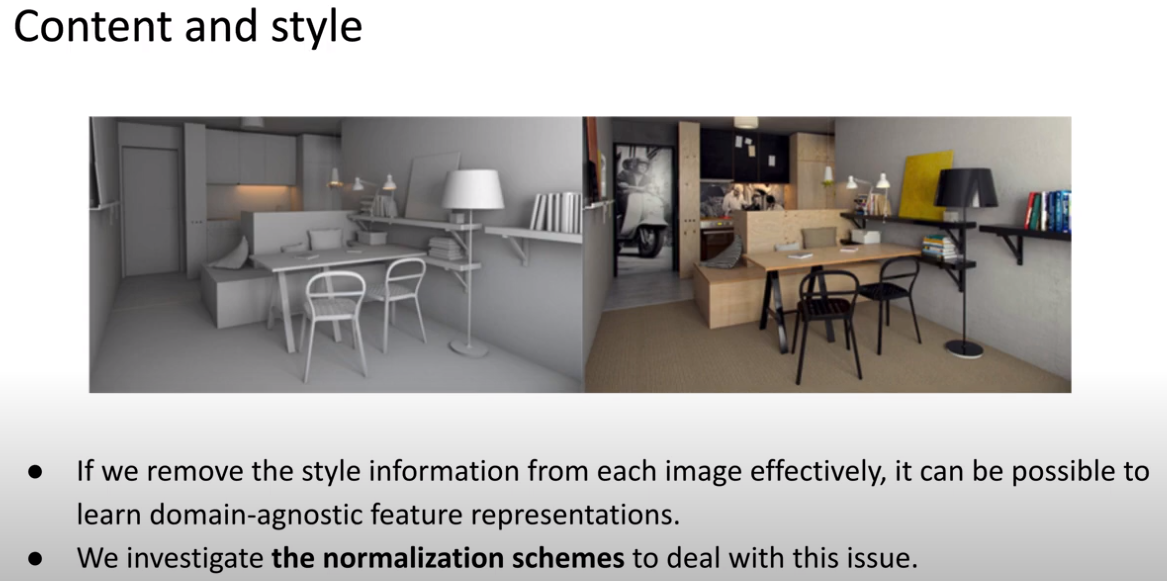 Content and style
● If we remove the style information from each image effectively, it can be possible to
learn domain-agnostic feature representations.
● We investigate the normalization schemes to deal with this issue.